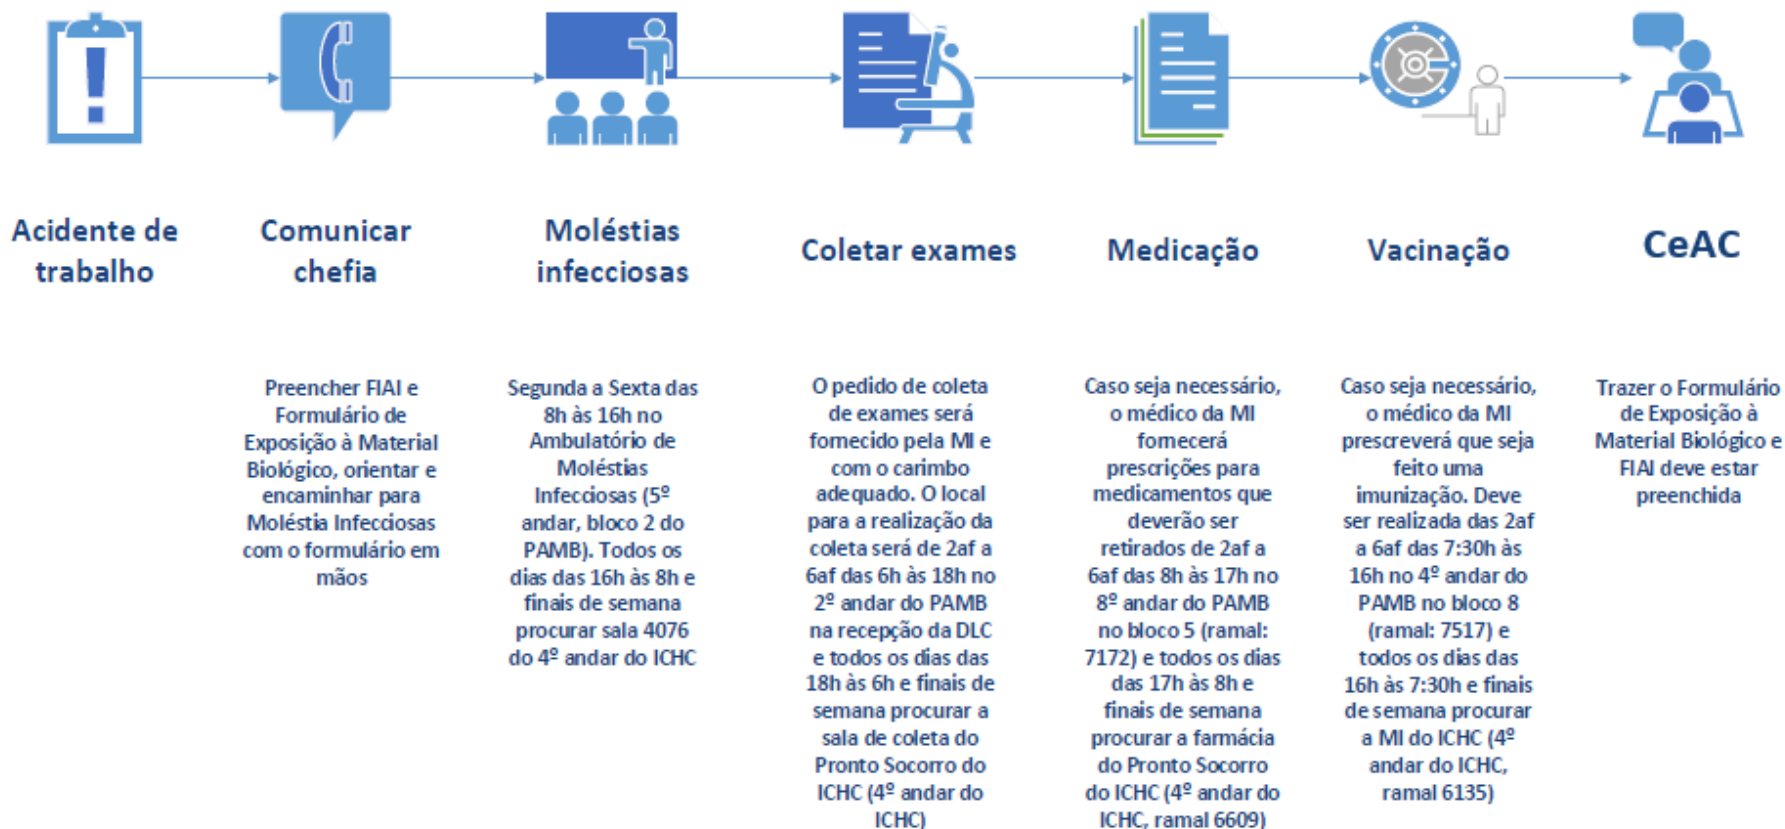 Acidente de
trabalho
Comunicar
chefia
Moléstias
infecciosas
Coletar exames
Medicação
Vacinação
CeAC
Preencher FIAI e
Formulário de
Exposição à Material
Biológico, orientar e
encaminhar para
Moléstia Infecciosas
com o formulário em
mãos
Segunda a Sexta das
8h às 16h no
Ambulatório de
Moléstias
Infecciosas (5º
andar, bloco 2 do
PAMB). Todos os
dias das 16h às 8h e
finais de semana
procurar sala 4076
do 4º andar do ICHC
O pedido de coleta
de exames será
fornecido pela MI e
com o carimbo
adequado. O local
para a realização da
coleta será de 2af a
6af das 6h às 18h no
2º andar do PAMB
na recepção da DLC
e todos os dias das
18h às 6h e finais de
semana procurar a
sala de coleta do
Pronto Socorro do
ICHC (4º andar do
ICHC)
Caso seja necessário,
o médico da MI
fornecerá
prescrições para
medicamentos que
deverão ser
retirados de 2af a
6af das 8h às 17h no
8º andar do PAMB
no bloco 5 (ramal:
7172) e todos os dias
das 17h às 8h e
finais de semana
procurar a farmácia
do Pronto Socorro
do ICHC (4º andar do
ICHC, ramal 6609)
Caso seja necessário,
o médico da MI
prescreverá que seja
feito uma
imunização. Deve
ser realizada das 2af
a 6af das 7:30h às
16h no 4º andar do
PAMB no bloco 8
(ramal: 7517) e
todos os dias das
16h às 7:30h e finais
de semana procurar
a MI do ICHC (4º
andar do ICHC,
ramal 6135)
Trazer o Formulário
de Exposição à
Material Biológico e
FIAI deve estar
preenchida